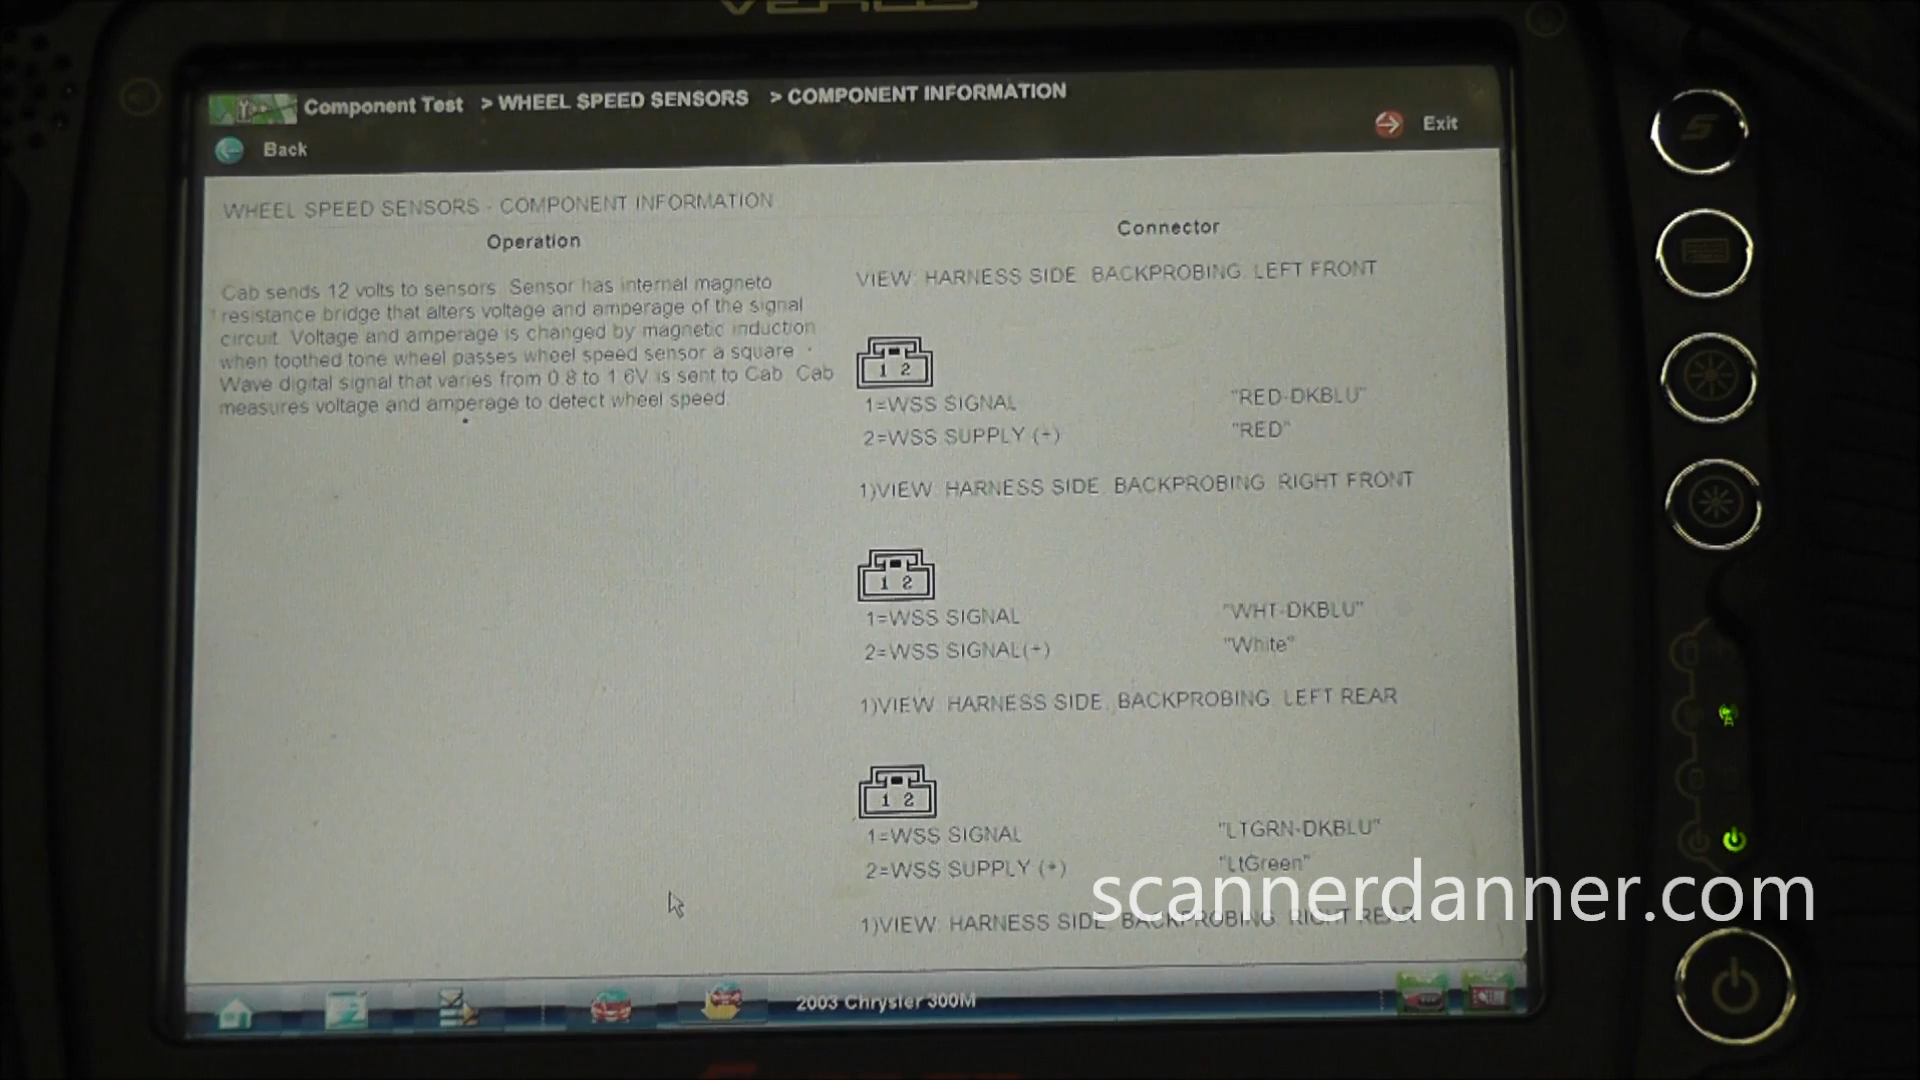 VERUS
Component Test > WHEEL SPEED SENSORS > COMPONENT INFORMATION
Back
Exit
WHEEL SPEED SENSORS - COMPONENT INFORMATION
Operation
Cab sends 12 volts to sensors. Sensor has internal magneto
resistance bridge that alters voltage and amperage of the signal
circuit. Voltage and amperage is changed by magnetic induction
when toothed tone wheel passes wheel speed sensor a square
Wave digital signal that varies from 0.8 to 1.6V is sent to Cab. Cab
measures voltage and amperage to detect wheel speed.
Connector
VIEW: HARNESS SIDE, BACKPROBING, LEFT FRONT
1 2
1=WSS SIGNAL "RED-DKBLU"
2=WSS SUPPLY (+) "RED"
1)VIEW: HARNESS SIDE, BACKPROBING, RIGHT FRONT
1 2
1=WSS SIGNAL "WHT-DKBLU"
2=WSS SIGNAL(+) "White"
1)VIEW: HARNESS SIDE, BACKPROBING, LEFT REAR
1 2
1=WSS SIGNAL "LTGRN-DKBLU"
2=WSS SUPPLY (+) "LtGreen"
1)VIEW: HARNESS SIDE, BACKPROBING, RIGHT REAR
scannerdanner.com
2003 Chrysler 300M